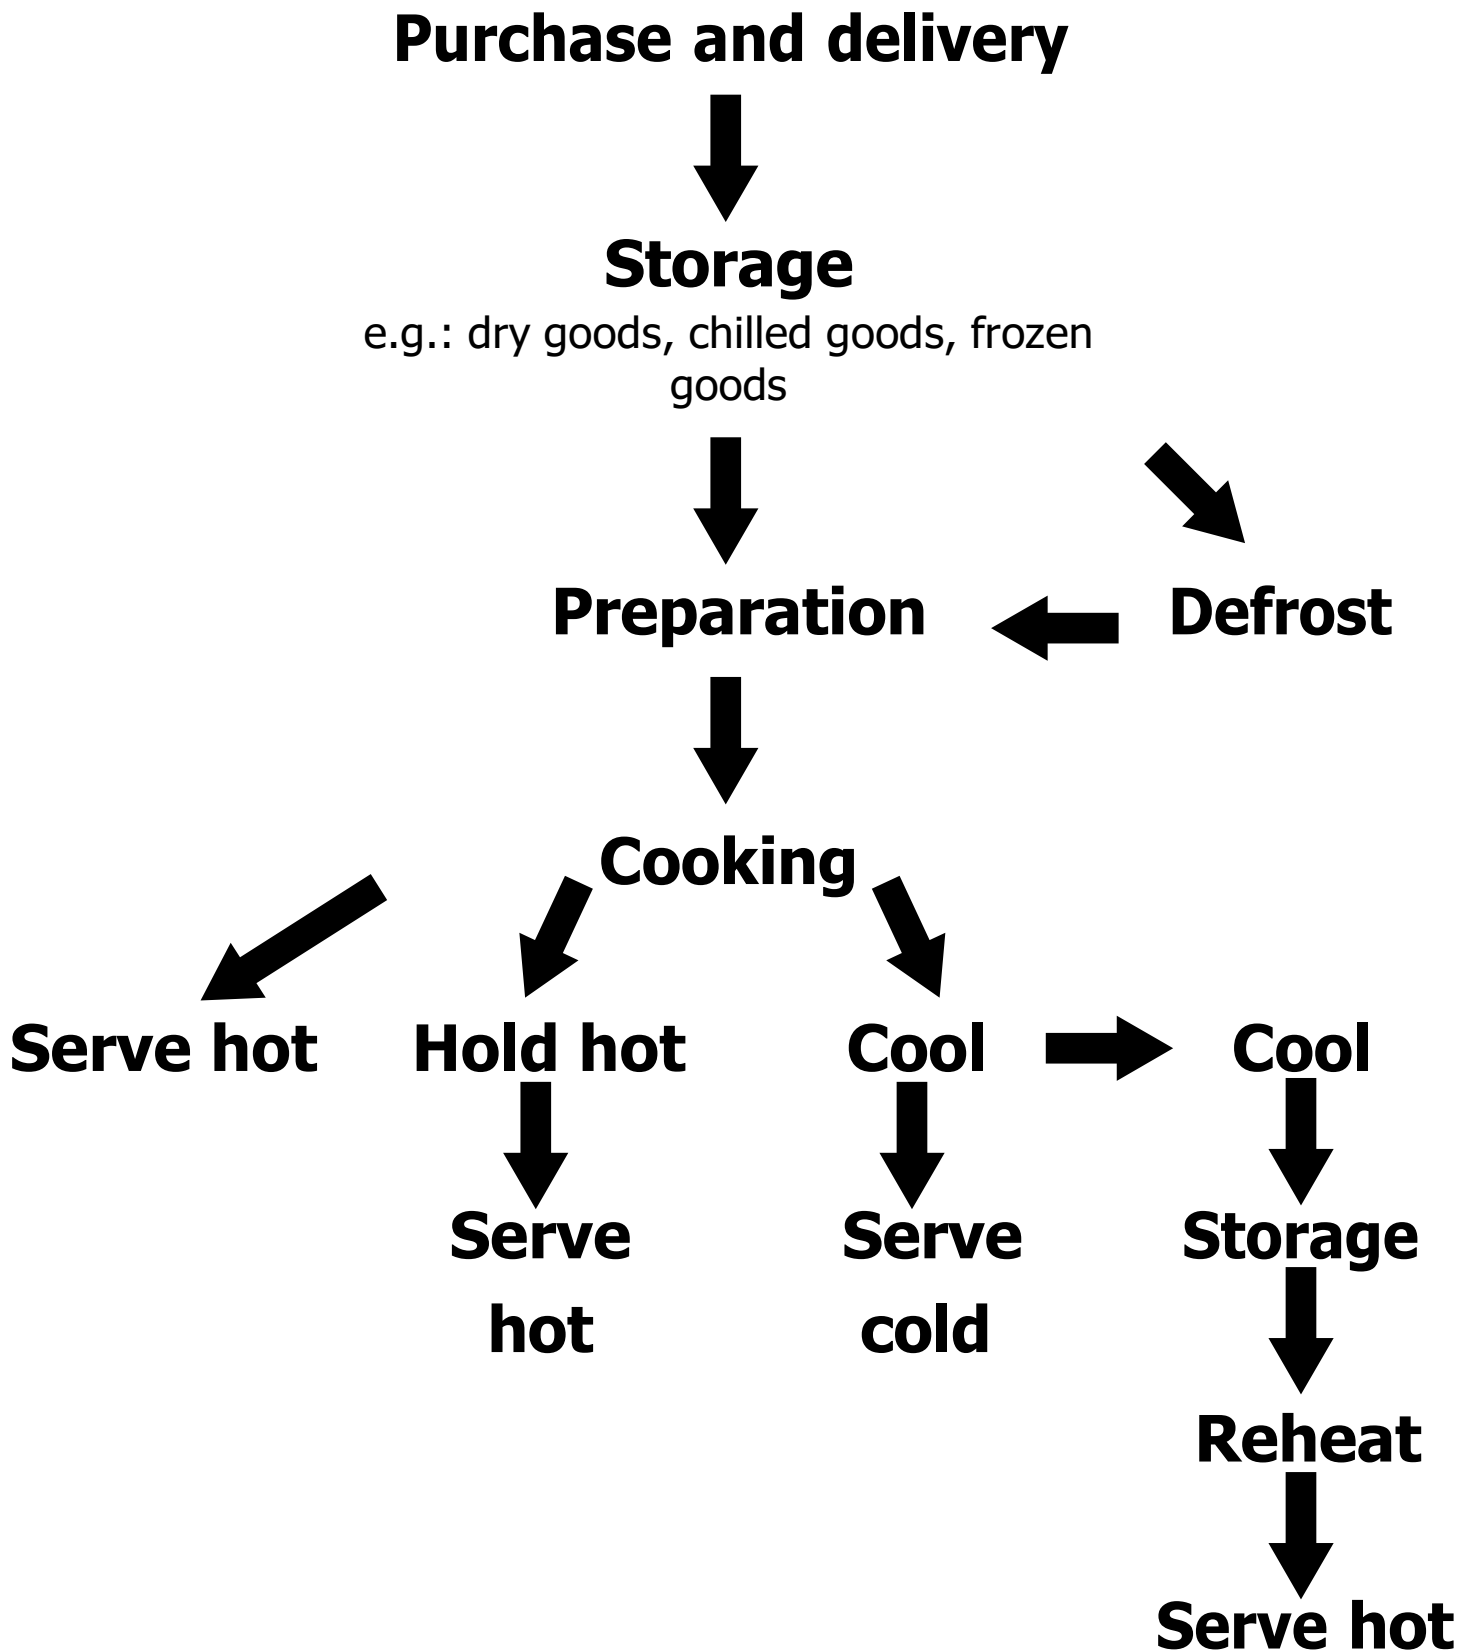 Purchase and delivery
Storage
e.g.: dry goods, chilled goods, frozen
goods
Preparation
Defrost
Cooking
Serve hot
Hold hot
Cool
Cool
Serve
hot
Serve
cold
Storage
Reheat
Serve hot